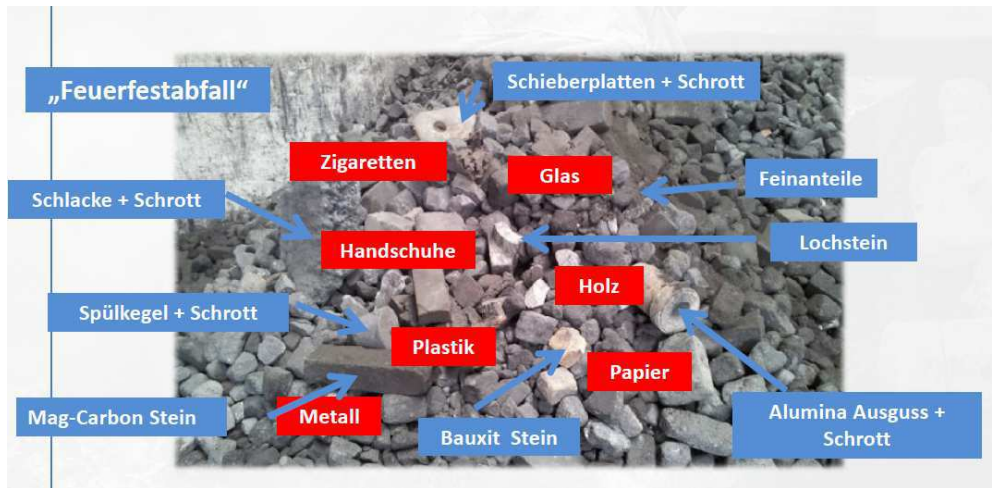 „Feuerfestabfall“
Schieberplatten + Schrott
Zigaretten
Glas
Feinanteile
Schlacke + Schrott
Handschuhe
Lochstein
Holz
Spülkegel + Schrott
Plastik
Papier
Mag-Carbon Stein
Metall
Bauxit Stein
Alumina Ausguss +
Schrott